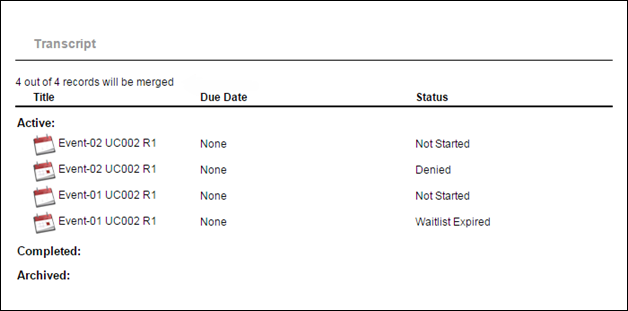 Transcript
4 out of 4 records will be merged
Title Due Date Status
Active:
Event-02 UC002 R1 None Not Started
Event-02 UC002 R1 None Denied
Event-01 UC002 R1 None Not Started
Event-01 UC002 R1 None Waitlist Expired
Completed:
Archived: